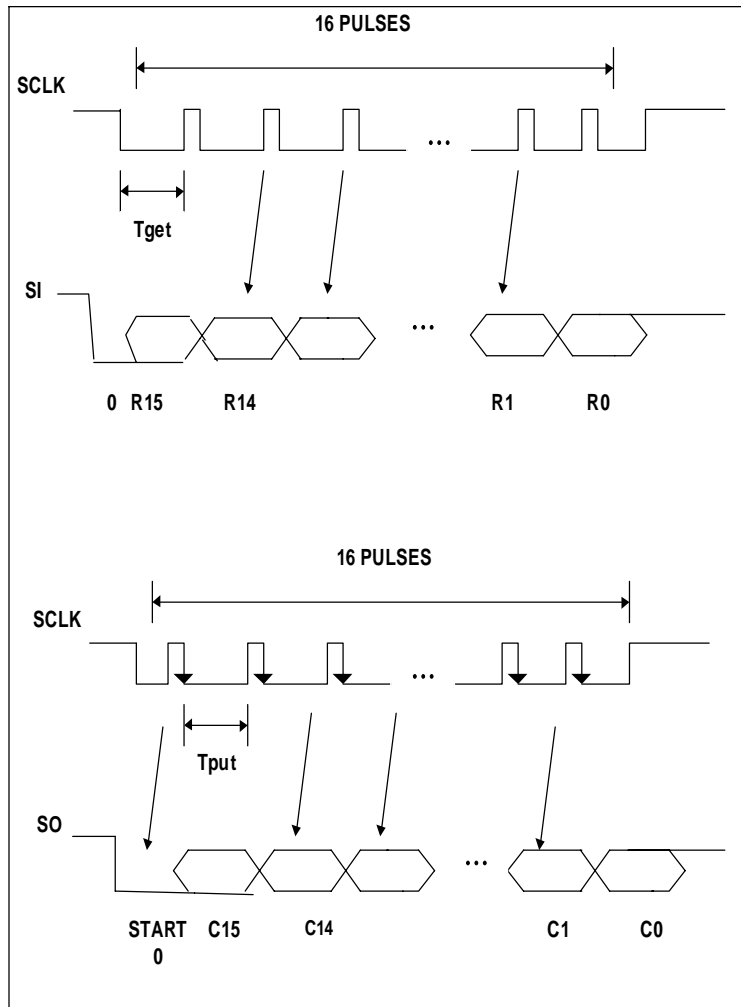 16 PULSES
SCLK
...
Tget
SI
...
0 R15 R14 R1 R0
16 PULSES
SCLK
...
Tput
SO
...
START C15 C14 C1 C0
0